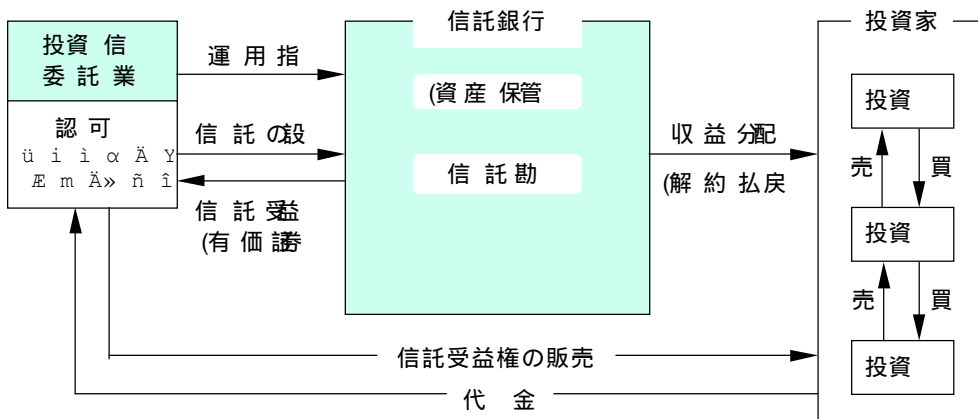 投資信
委託業
認可
üiìαÄY
ÆmÄ»ñî
運用指
信託の設
信託受益
(有価証券
信託銀行
(資産保管
信託勘
収益分配
(解約払戻
投資家
投資
売
買
投資
売
買
投資
信託受益権の販売
代金